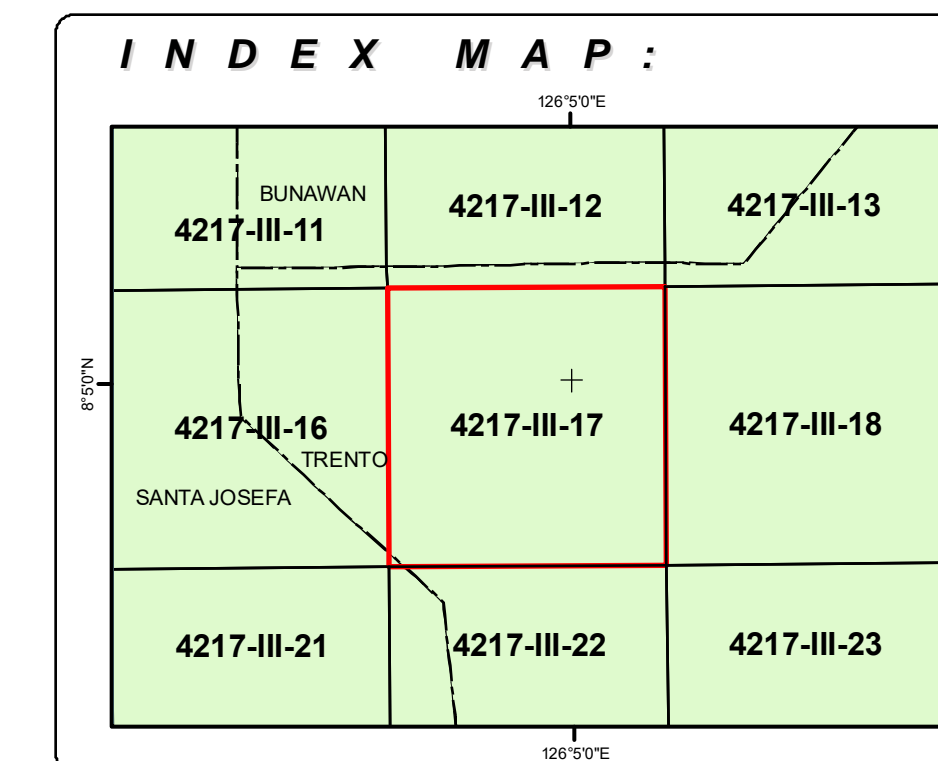 INDEX MAP:
126°5'0"E
BUNAWAN
4217-III-11
4217-III-12
4217-III-13
8°5'0"N
4217-III-16
4217-III-17
4217-III-18
TRENTO
SANTA JOSEFA
4217-III-21
4217-III-22
4217-III-23
126°5'0"E